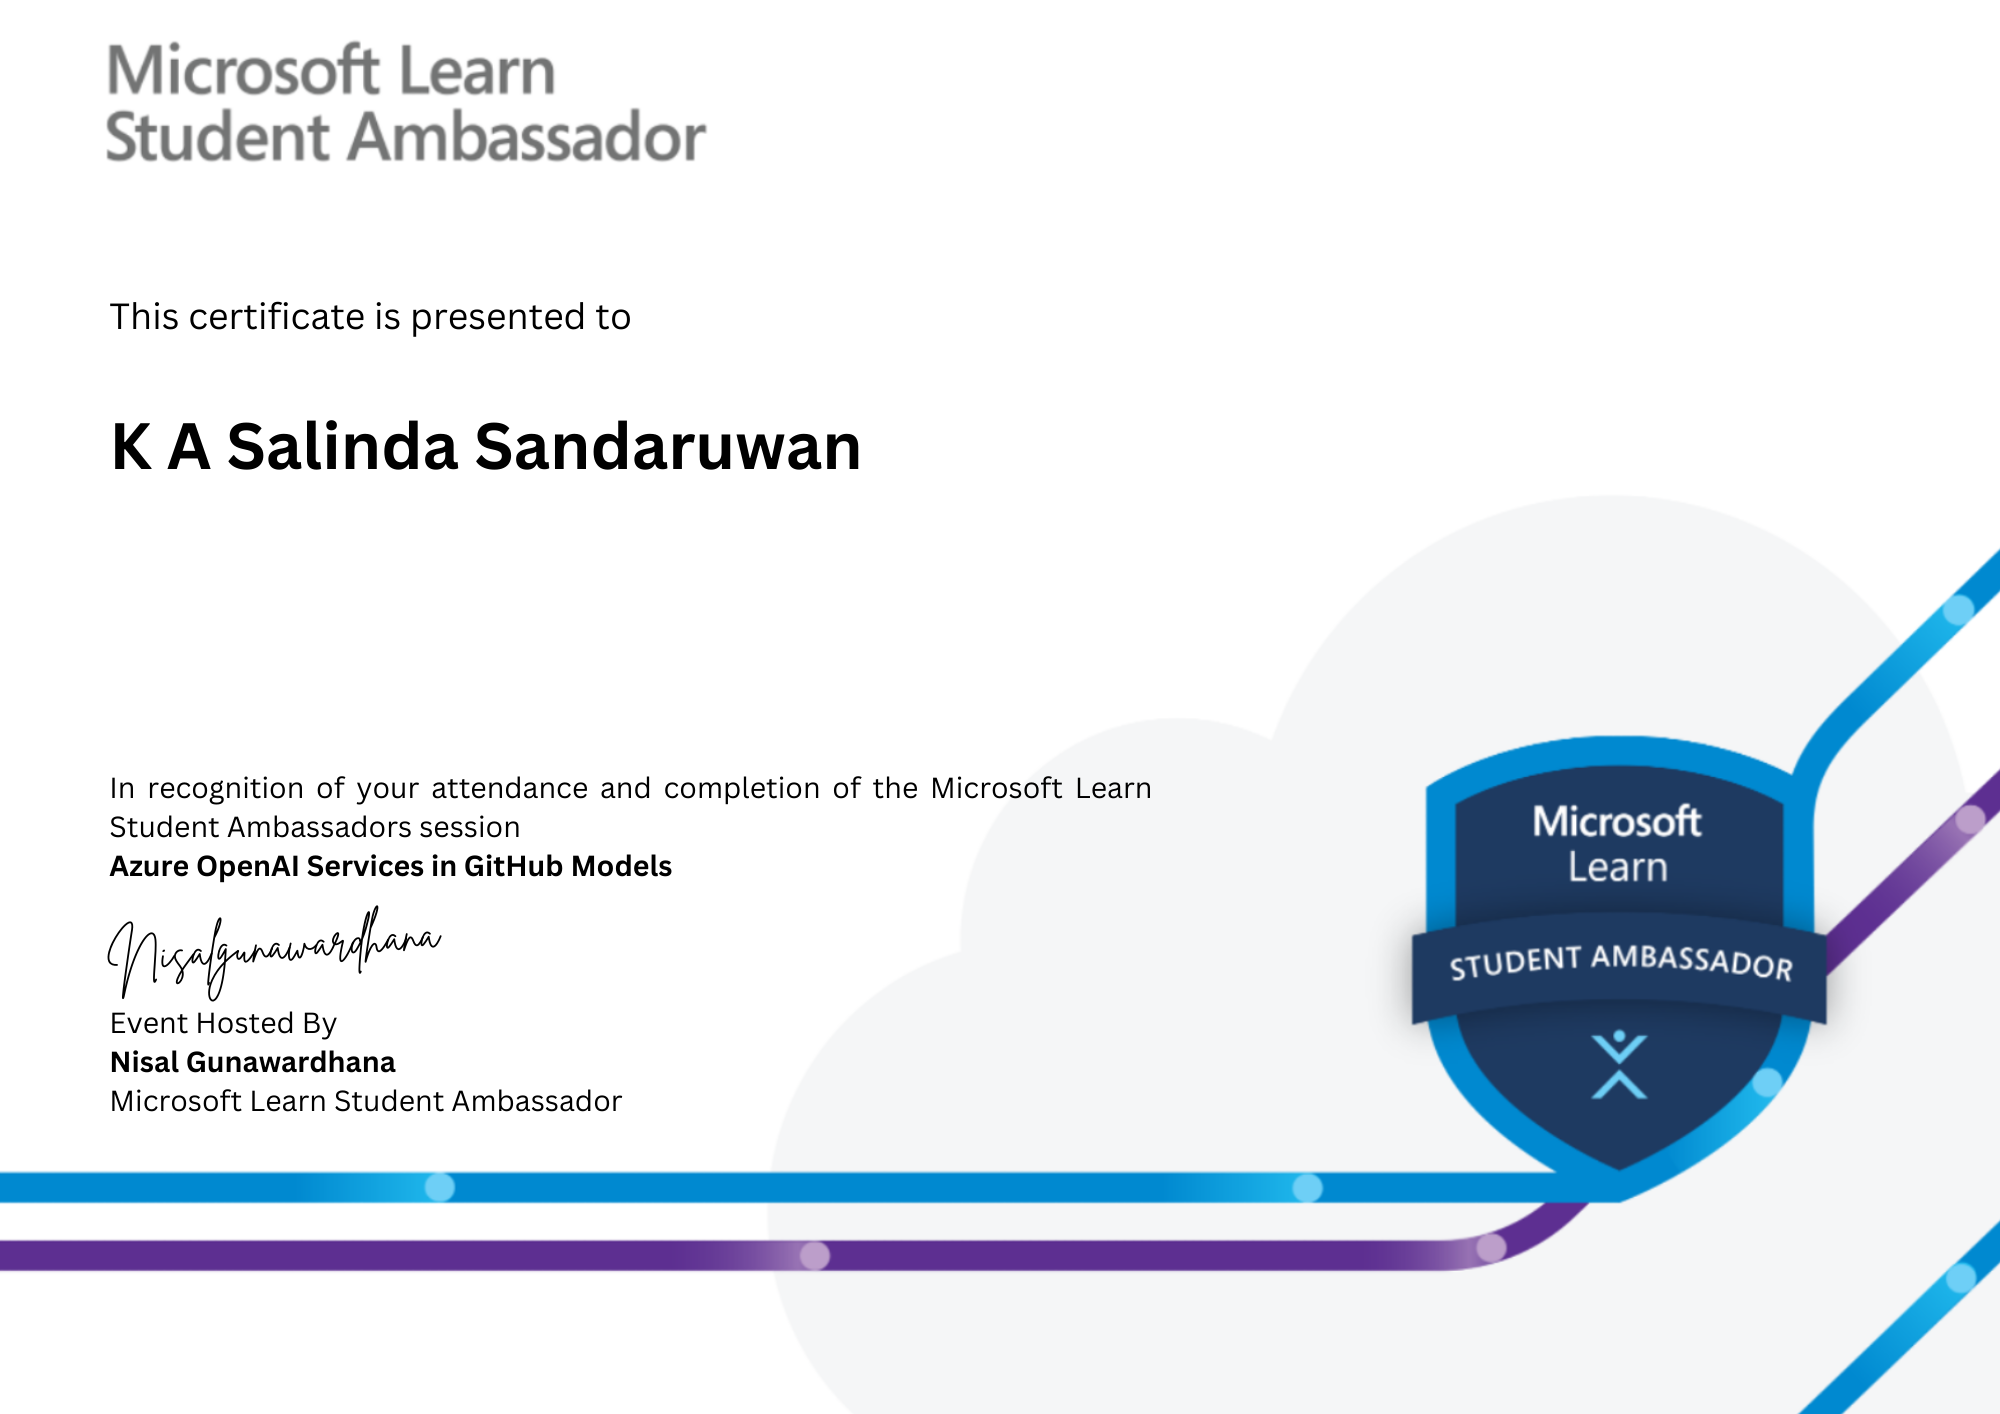 Microsoft Learn
Student Ambassador
This certificate is presented to
K A Salinda Sandaruwan
In recognition of your attendance and completion of the Microsoft Learn
Student Ambassadors session
Azure OpenAI Services in GitHub Models
Nisalgunawardhana
Event Hosted By
Nisal Gunawardhana
Microsoft Learn Student Ambassador
Microsoft
Learn
STUDENT AMBASSADOR